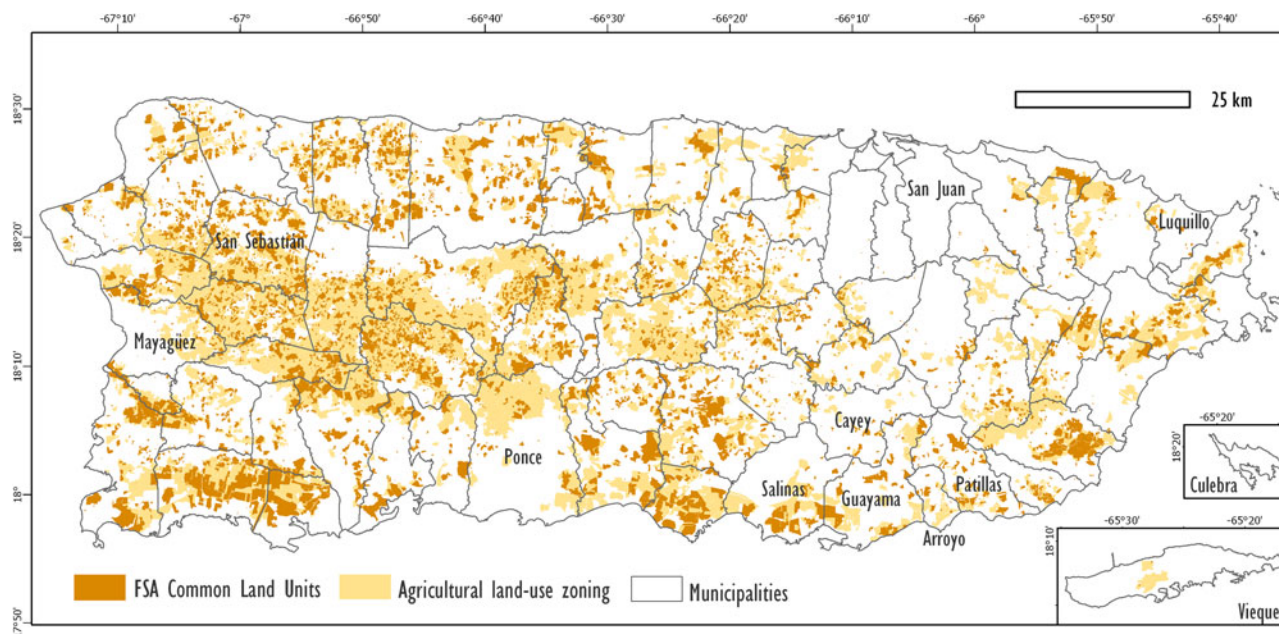 -67°10' -67° -66°50' -66°40' -66°30' -66°20' -66°10' -66° -65°50' -65°40'
18°30'
25 km
San Juan
18°20'
San Sebastián
Luquillo
Mayagüez
18°10'
Cayey
-65°20'
18°20'
Culebra
Ponce
18°
Salinas
Guayama
Patillas
Arroyo
-65°30' -65°20'
18°10'
Vieque
FSA Common Land Units
Agricultural land-use zoning
Municipalities
7°50'